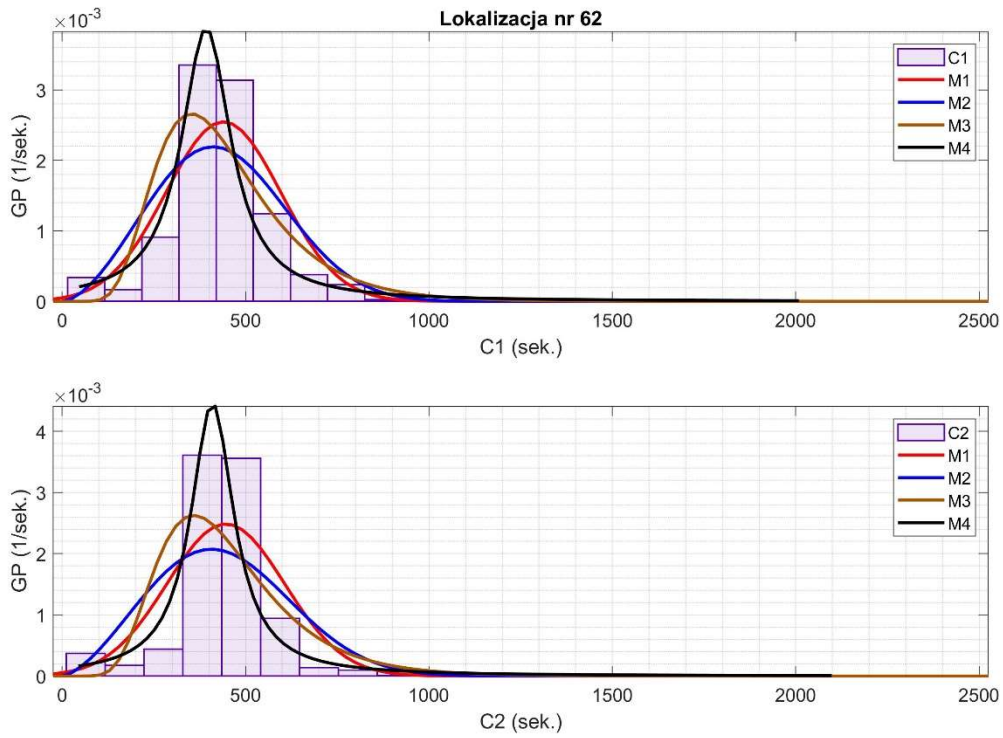 Lokalizacja nr 62
×10⁻³
3
2
1
0
GP (1/sek.)
0 500 1000 1500 2000 2500
C1 (sek.)
C1
M1
M2
M3
M4
×10⁻³
4
3
2
1
0
GP (1/sek.)
0 500 1000 1500 2000 2500
C2 (sek.)
C2
M1
M2
M3
M4